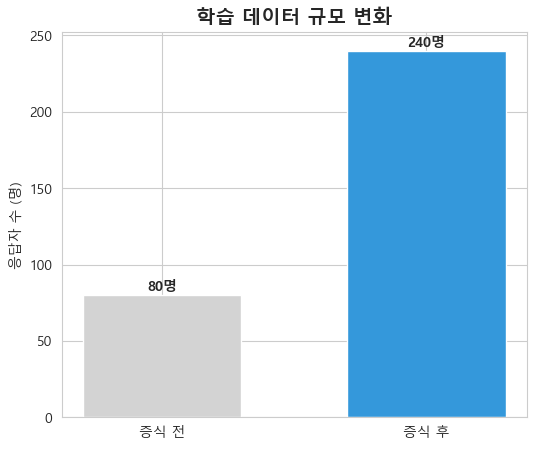 학습 데이터 규모 변화
응답자 수 (명)
250
200
150
100
50
0
80명
240명
증식 전
증식 후